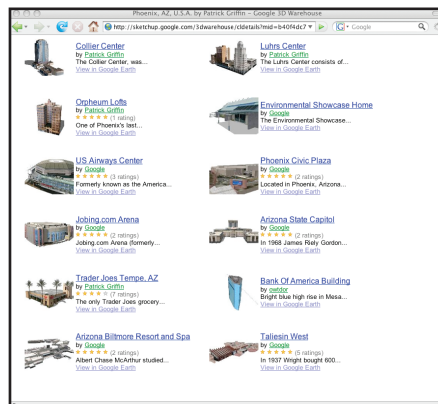 Phoenix, AZ, U.S.A. by Patrick Griffin – Google 3D Warehouse
http://sketchup.google.com/3dwarehouse/cldetails?mid=b40f4dc7
Google
Collier Center
by Patrick Griffin
The Collier Center, was...
View in Google Earth
Luhrs Center
by Patrick Griffin
The Luhrs Center consists of...
View in Google Earth
Orpheum Lofts
by Patrick Griffin
(1 rating)
One of Phoenix's last...
View in Google Earth
Environmental Showcase Home
by Google
The Environmental Showcase...
View in Google Earth
US Airways Center
by Google
(3 ratings)
Formerly known as the America...
View in Google Earth
Phoenix Civic Plaza
by Google
(2 ratings)
Located in Phoenix, Arizona...
View in Google Earth
Jobing.com Arena
by Google
(2 ratings)
Jobing.com Arena (formerly...
View in Google Earth
Arizona State Capitol
by Google
(2 ratings)
In 1968 James Riely Gordon...
View in Google Earth
Trader Joes Tempe, AZ
by Patrick Griffin
(7 ratings)
The only Trader Joes grocery...
View in Google Earth
Bank Of America Building
by owtdor
Bright blue high rise in Mesa...
View in Google Earth
Arizona Biltmore Resort and Spa
by Google
(2 ratings)
Albert Chase McArthur studied...
View in Google Earth
Taliesin West
by Google
(5 ratings)
In 1937 Wright bought 600...
View in Google Earth